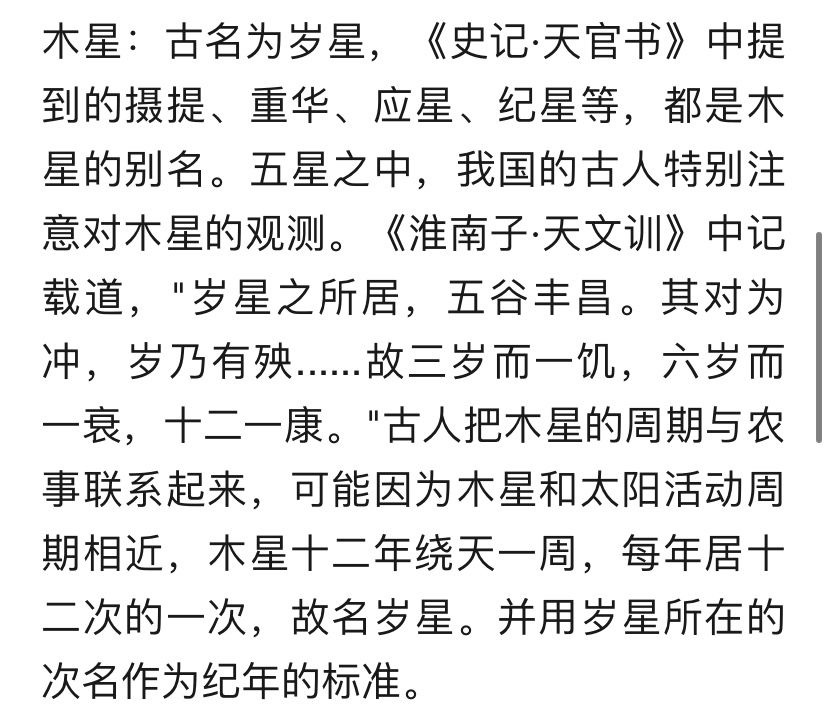 木星：古名为岁星，《史记·天官书》中提
到的摄提、重华、应星、纪星等，都是木
星的别名。五星之中，我国的古人特别注
意对木星的观测。《淮南子·天文训》中记
载道，"岁星之所居，五谷丰昌。其对为
冲，岁乃有殃......故三岁而一饥，六岁而
一衰，十二一康。"古人把木星的周期与农
事联系起来，可能因为木星和太阳活动周
期相近，木星十二年绕天一周，每年居十
二次的一次，故名岁星。并用岁星所在的
次名作为纪年的标准。